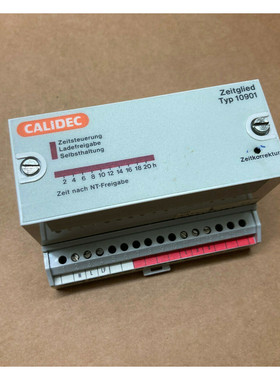 CALiDEC
Zeitglied
Typ 10901
Zeitsteuerung
Ladefreigabe
Selbsthaltung
2 4 6 8 10 12 14 16 18 20 h
Zeit nach NT-Freigabe
Zeitkorrektur